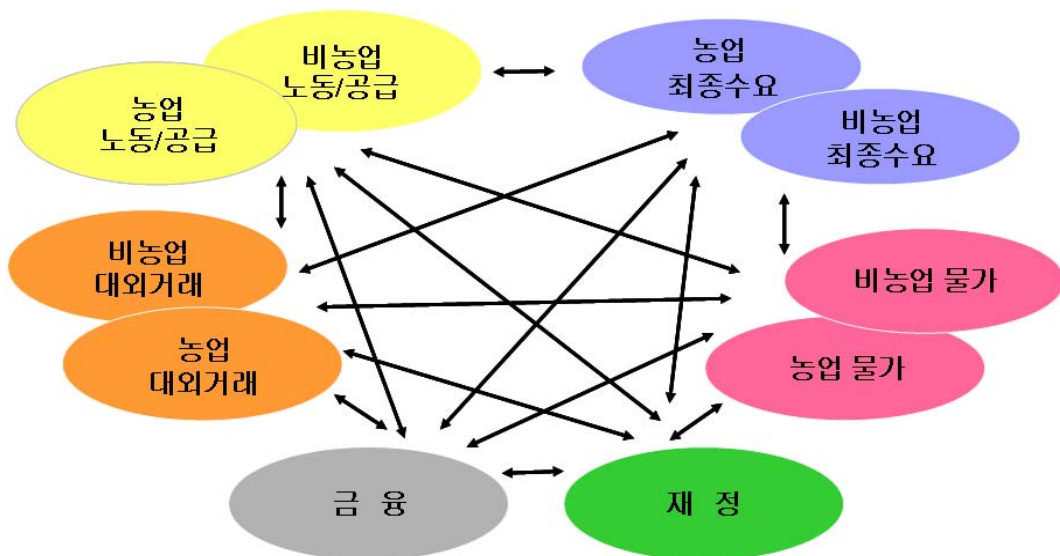 비농업
노동/공급
농업
노동/공급
농업
최종수요
비농업
최종수요
비농업
대외거래
농업
대외거래
비농업 물가
농업 물가
금 융
재 정